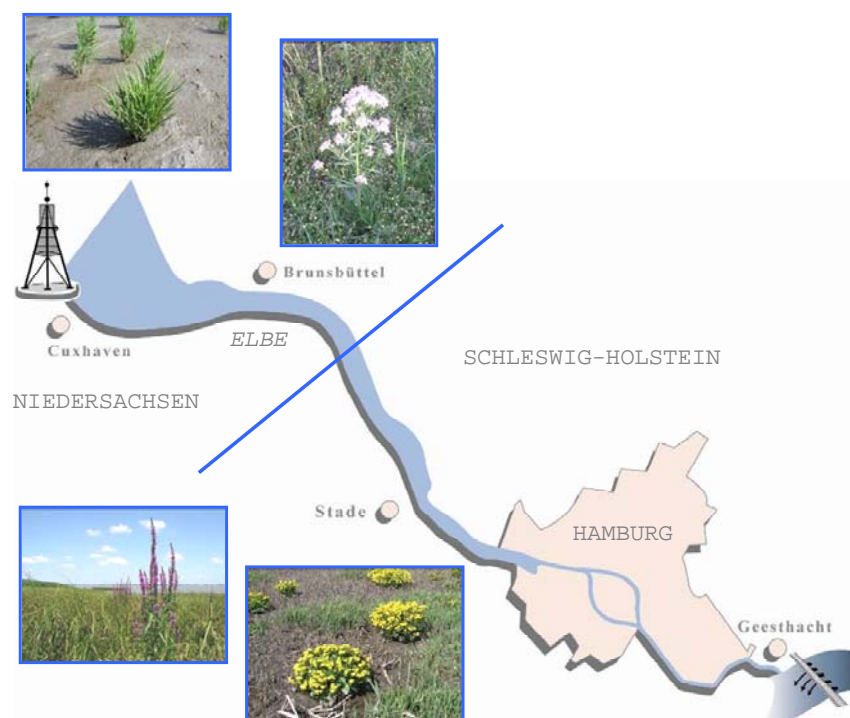 Brunsbüttel
ELBE
Cuxhaven
SCHLESWIG-HOLSTEIN
NIEDERSACHSEN
Stade
HAMBURG
Geesthacht